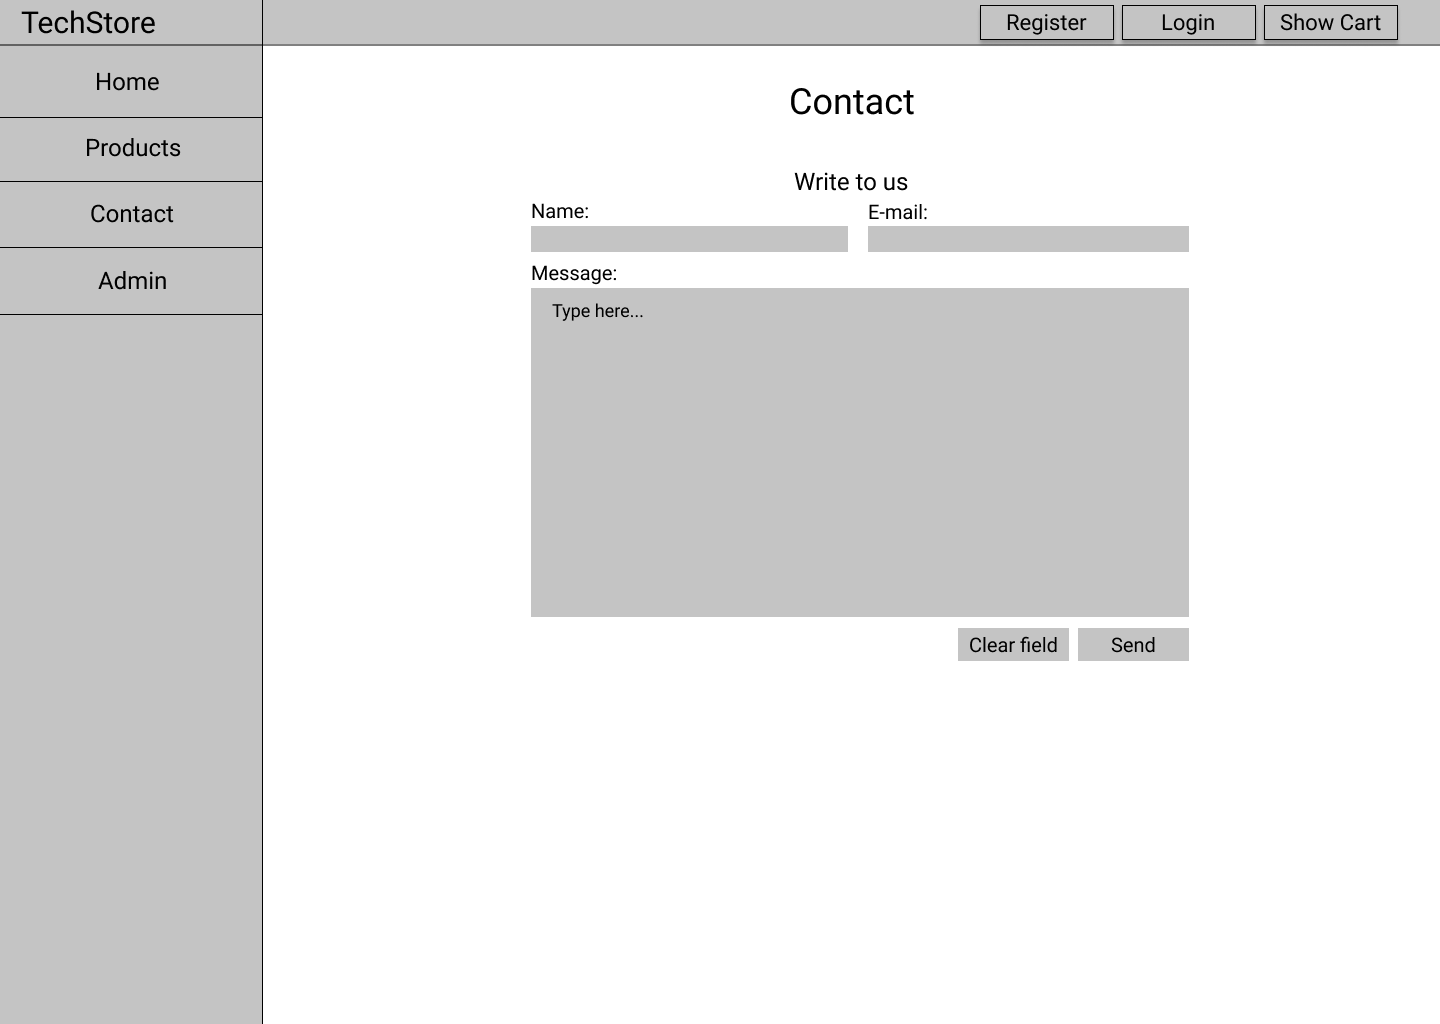 TechStore
Register
Login
Show Cart
Home
Products
Contact
Admin
Contact
Write to us
Name:
E-mail:
Message:
Type here...
Clear field
Send